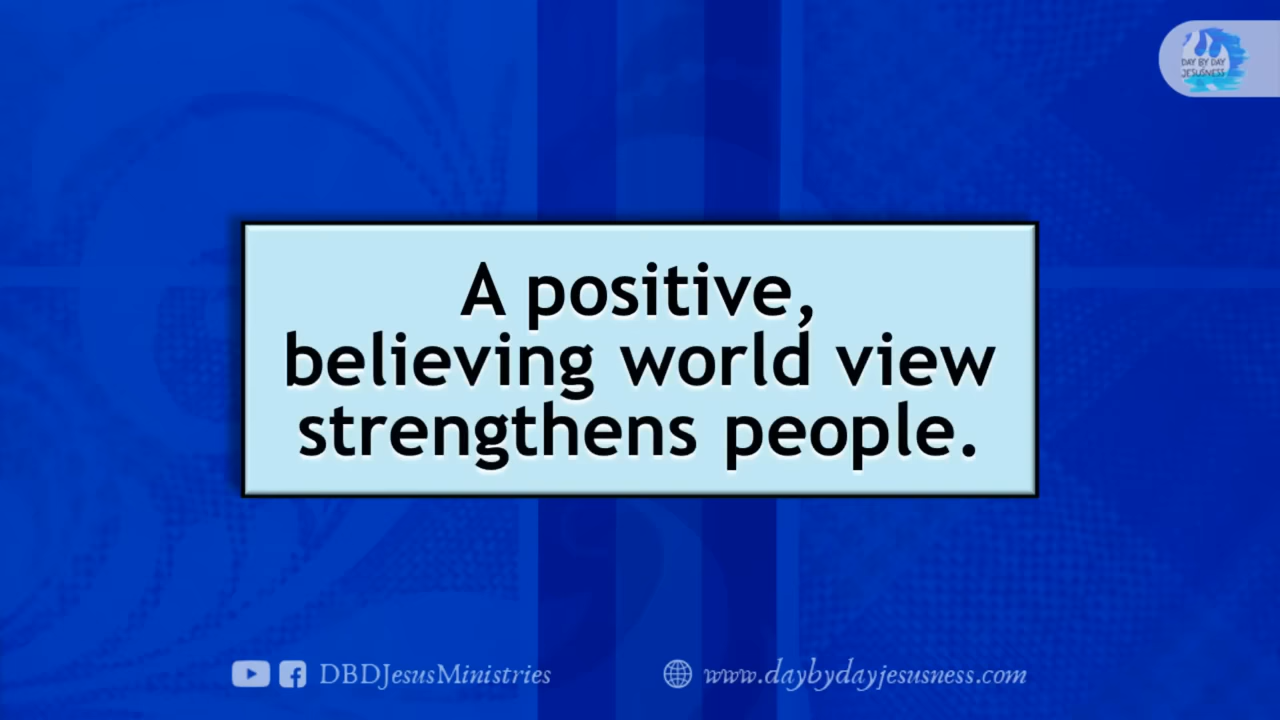 DAY BY DAY
JESUSNESS
A positive,
believing world view
strengthens people.
DBDJesusMinistries
www.daybydayjesusness.com